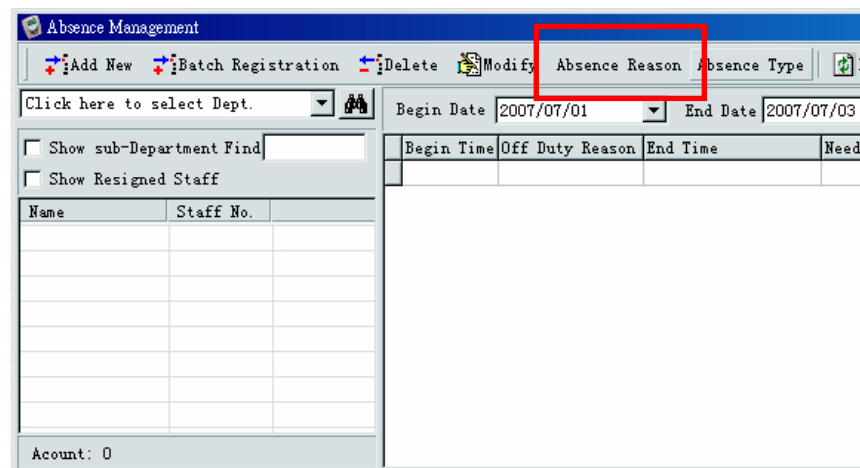 Absence Management
Add New Batch Registration Delete Modify Absence Reason Absence Type
Click here to select Dept.
Begin Date 2007/07/01 End Date 2007/07/03
Show sub-Department Find
Show Resigned Staff
Begin Time Off Duty Reason End Time Need
Name Staff No.
Acount: 0